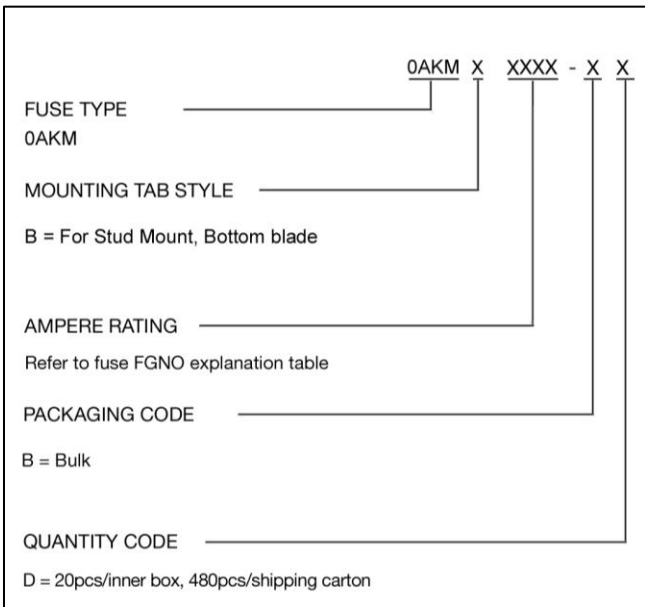 0AKM X XXXX - X X
FUSE TYPE
0AKM
MOUNTING TAB STYLE
B = For Stud Mount, Bottom blade
AMPERE RATING
Refer to fuse FGNO explanation table
PACKAGING CODE
B = Bulk
QUANTITY CODE
D = 20pcs/inner box, 480pcs/shipping carton